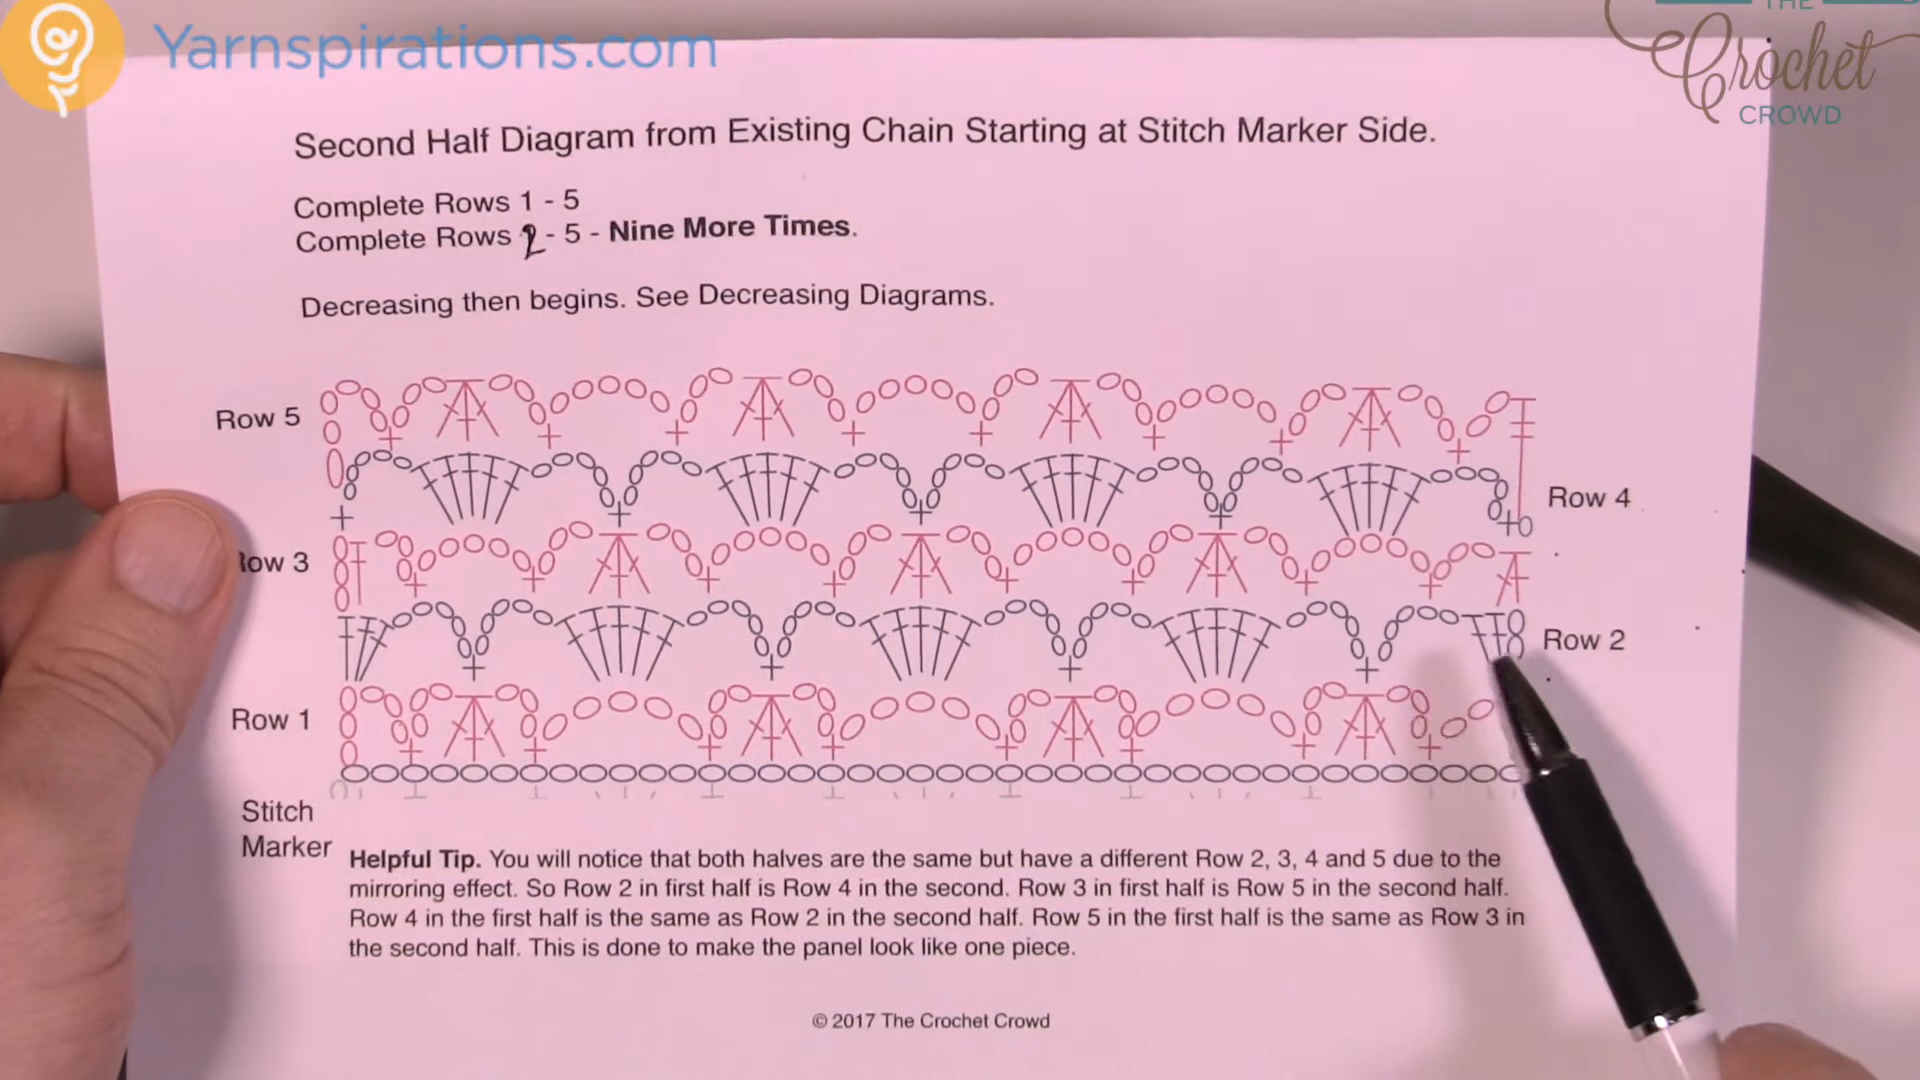 Yarnspirations.com
THE
Crochet
CROWD
Second Half Diagram from Existing Chain Starting at Stitch Marker Side.
Complete Rows 1 - 5
Complete Rows 2 - 5 - Nine More Times.
Decreasing then begins. See Decreasing Diagrams.
Row 5
Row 4
Row 3
Row 2
Row 1
Stitch
Marker
Helpful Tip. You will notice that both halves are the same but have a different Row 2, 3, 4 and 5 due to the
mirroring effect. So Row 2 in first half is Row 4 in the second. Row 3 in first half is Row 5 in the second half.
Row 4 in the first half is the same as Row 2 in the second half. Row 5 in the first half is the same as Row 3 in
the second half. This is done to make the panel look like one piece.
© 2017 The Crochet Crowd